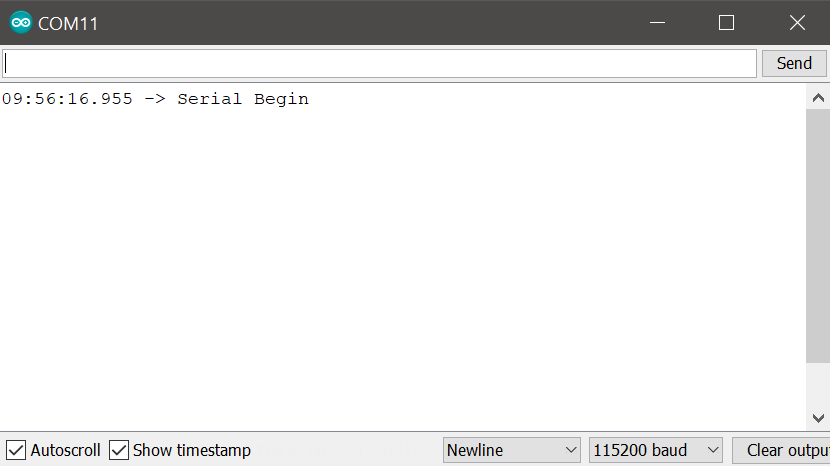 COM11
Send
09:56:16.955 -> Serial Begin
Autoscroll Show timestamp Newline 115200 baud Clear outpu